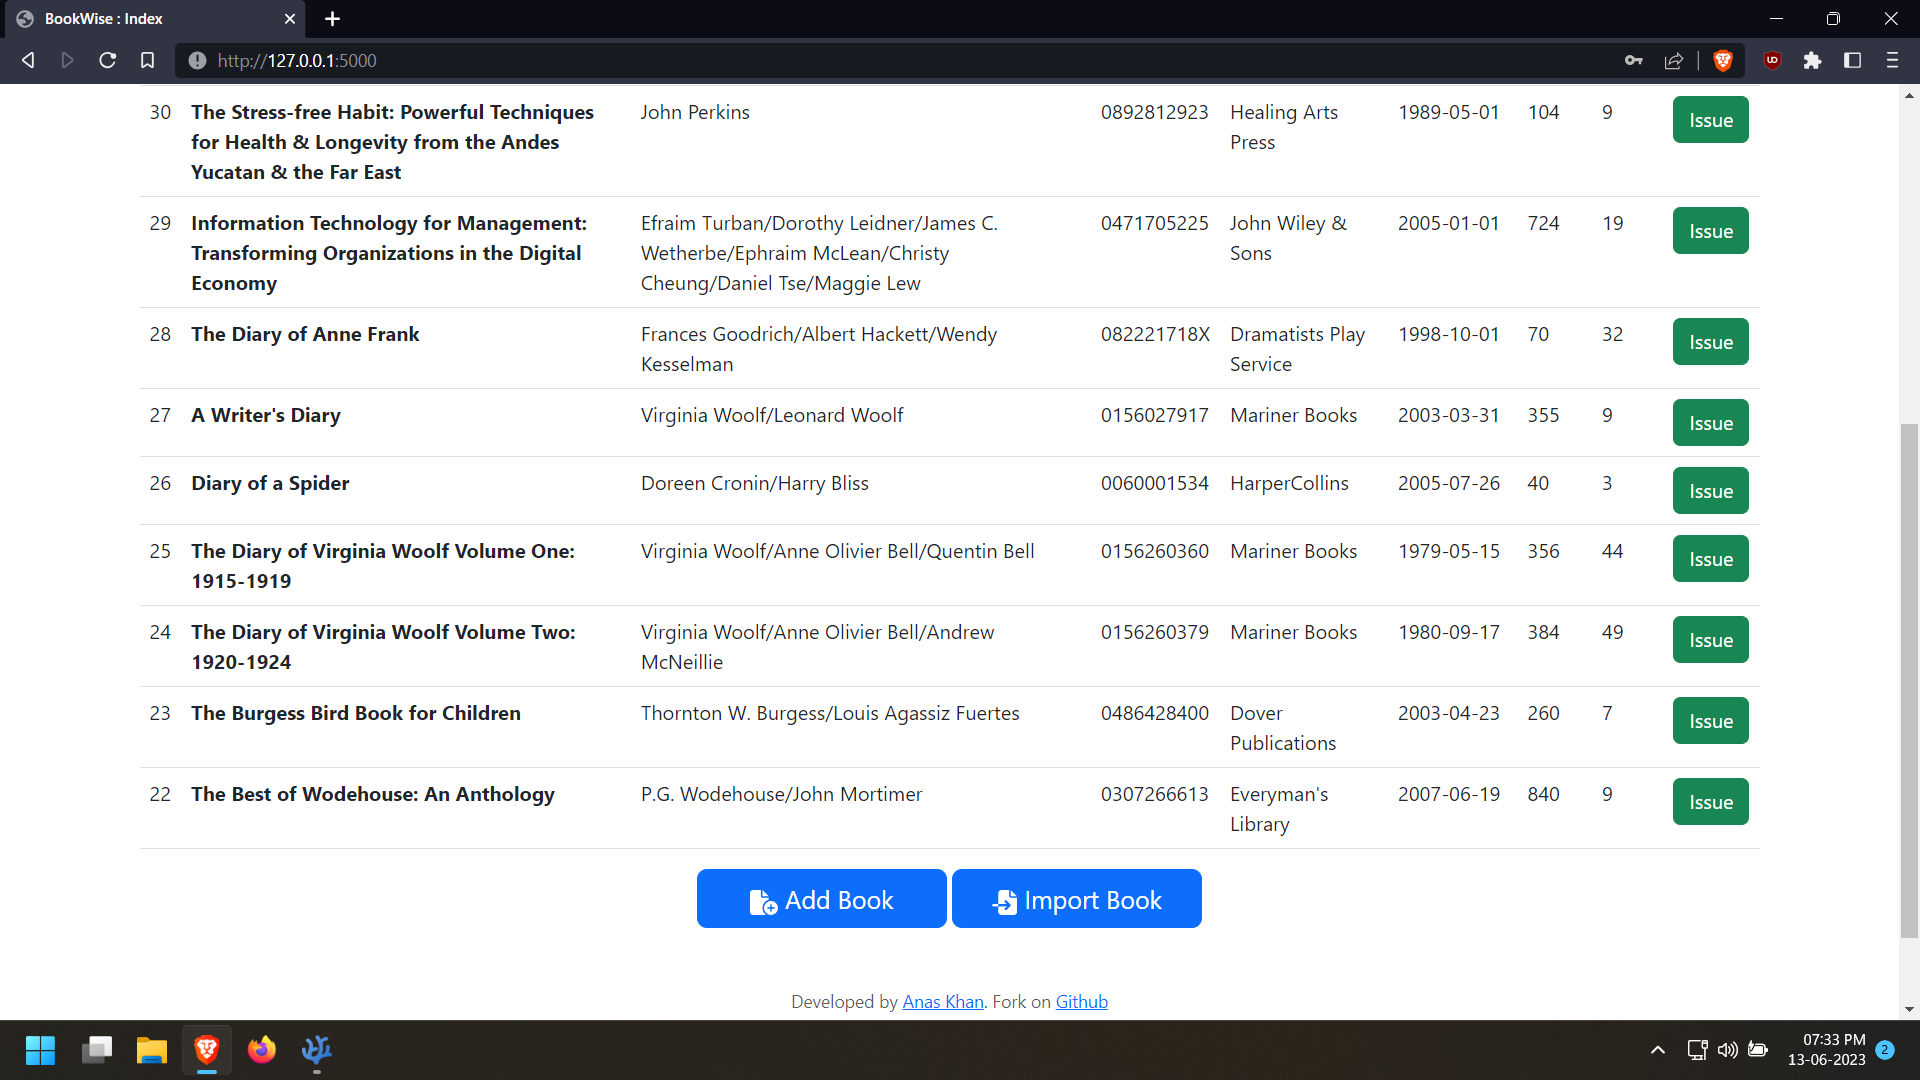 BookWise : Index
http://127.0.0.1:5000
30 The Stress-free Habit: Powerful Techniques John Perkins 0892812923 Healing Arts 1989-05-01 104 9 Issue
for Health & Longevity from the Andes Press
Yucatan & the Far East
29 Information Technology for Management: Efraim Turban/Dorothy Leidner/James C. 0471705225 John Wiley & 2005-01-01 724 19 Issue
Transforming Organizations in the Digital Wetherbe/Ephraim McLean/Christy Sons
Economy Cheung/Daniel Tse/Maggie Lew
28 The Diary of Anne Frank Frances Goodrich/Albert Hackett/Wendy 082221718X Dramatists Play 1998-10-01 70 32 Issue
Kesselman Service
27 A Writer's Diary Virginia Woolf/Leonard Woolf 0156027917 Mariner Books 2003-03-31 355 9 Issue
26 Diary of a Spider Doreen Cronin/Harry Bliss 0060001534 HarperCollins 2005-07-26 40 3 Issue
25 The Diary of Virginia Woolf Volume One: Virginia Woolf/Anne Olivier Bell/Quentin Bell 0156260360 Mariner Books 1979-05-15 356 44 Issue
1915-1919
24 The Diary of Virginia Woolf Volume Two: Virginia Woolf/Anne Olivier Bell/Andrew 0156260379 Mariner Books 1980-09-17 384 49 Issue
1920-1924 McNeillie
23 The Burgess Bird Book for Children Thornton W. Burgess/Louis Agassiz Fuertes 0486428400 Dover 2003-04-23 260 7 Issue
Publications
22 The Best of Wodehouse: An Anthology P.G. Wodehouse/John Mortimer 0307266613 Everyman's 2007-06-19 840 9 Issue
Library
Add Book Import Book
Developed by Anas Khan. Fork on Github
07:33 PM
13-06-2023 2